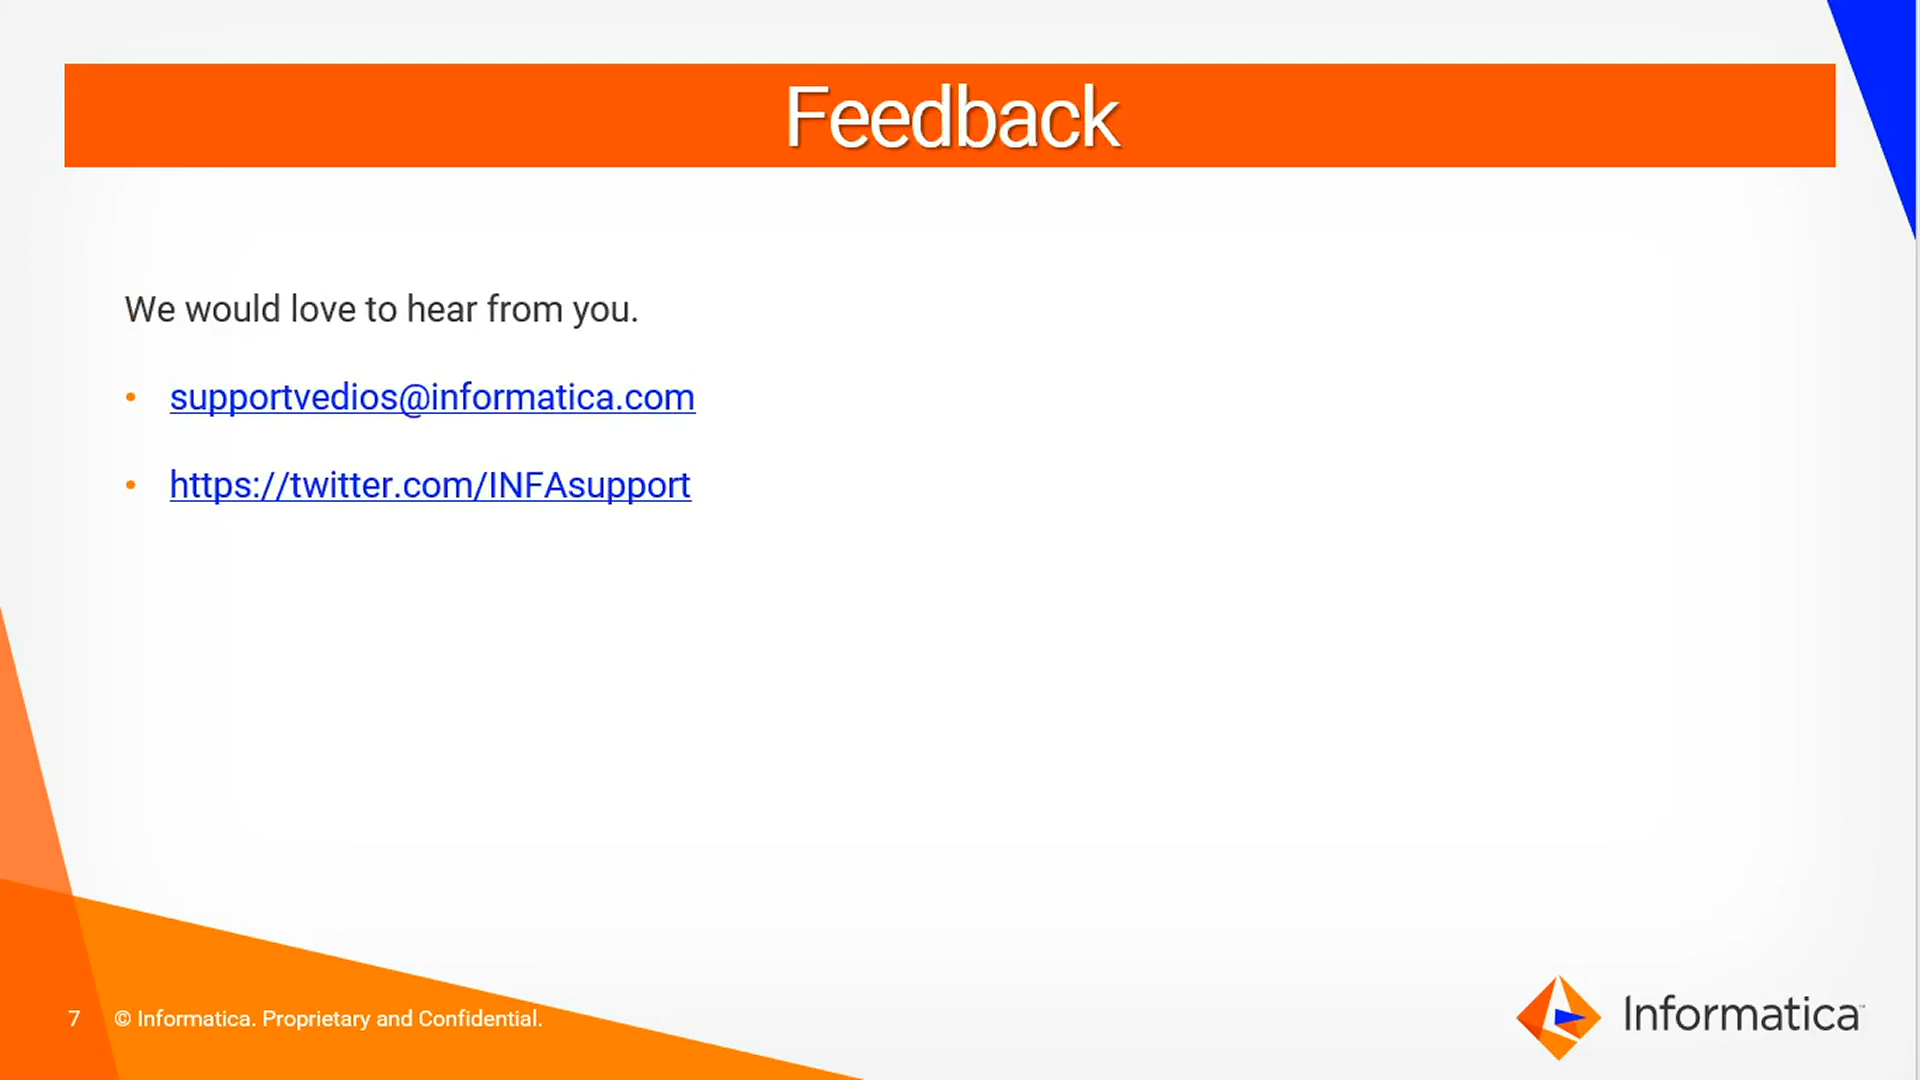 Feedback
We would love to hear from you.
• supportvedios@informatica.com
• https://twitter.com/INFAsupport
7 © Informatica. Proprietary and Confidential.
Informatica™